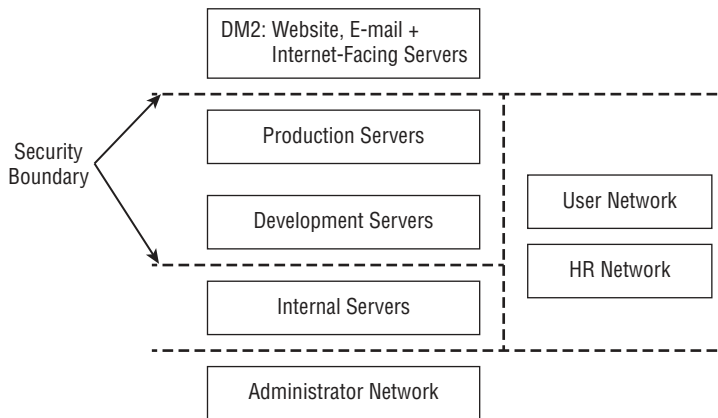 DM2: Website, E-mail +
Internet-Facing Servers
Production Servers
Security
Boundary
Development Servers
User Network
HR Network
Internal Servers
Administrator Network